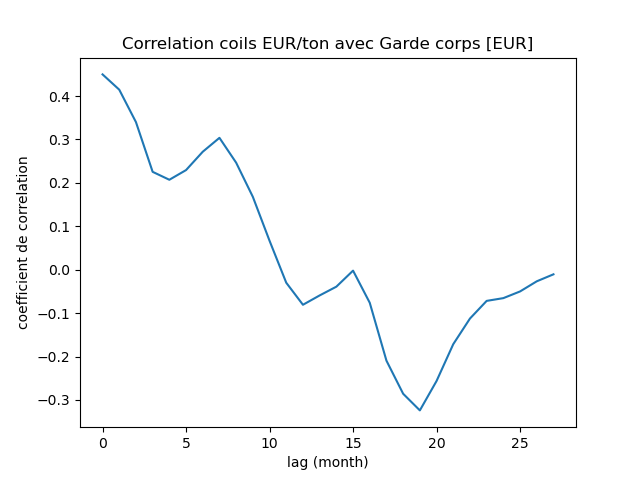 Correlation coils EUR/ton avec Garde corps [EUR]
coefficient de correlation
0.4
0.3
0.2
0.1
0.0
−0.1
−0.2
−0.3
0 5 10 15 20 25
lag (month)